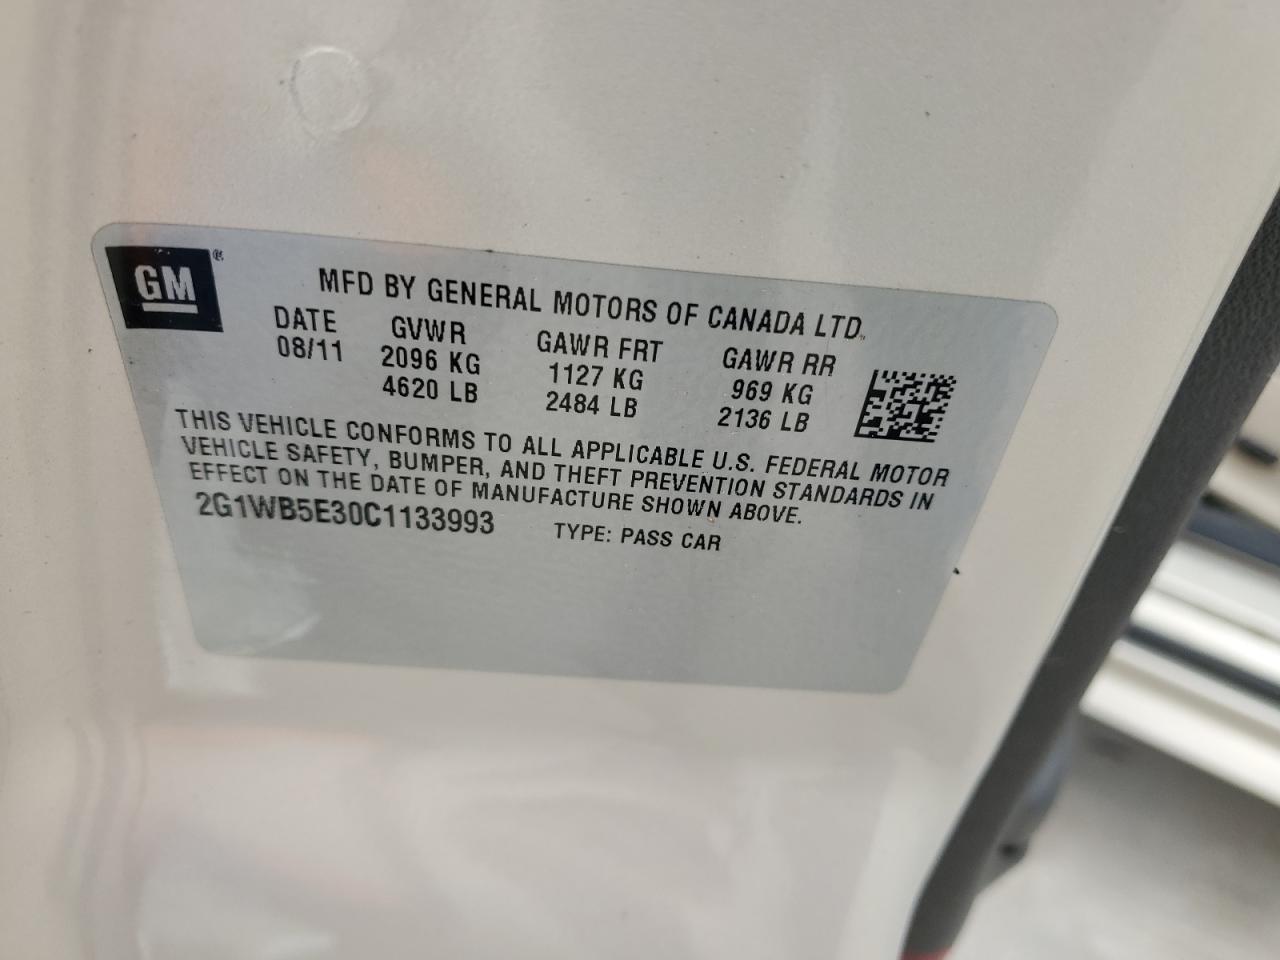 GM ®
MFD BY GENERAL MOTORS OF CANADA LTD.
DATE GVWR GAWR FRT GAWR RR
08/11 2096 KG 1127 KG 969 KG
4620 LB 2484 LB 2136 LB
THIS VEHICLE CONFORMS TO ALL APPLICABLE U.S. FEDERAL MOTOR
VEHICLE SAFETY, BUMPER, AND THEFT PREVENTION STANDARDS IN
EFFECT ON THE DATE OF MANUFACTURE SHOWN ABOVE.
2G1WB5E30C1133993 TYPE: PASS CAR